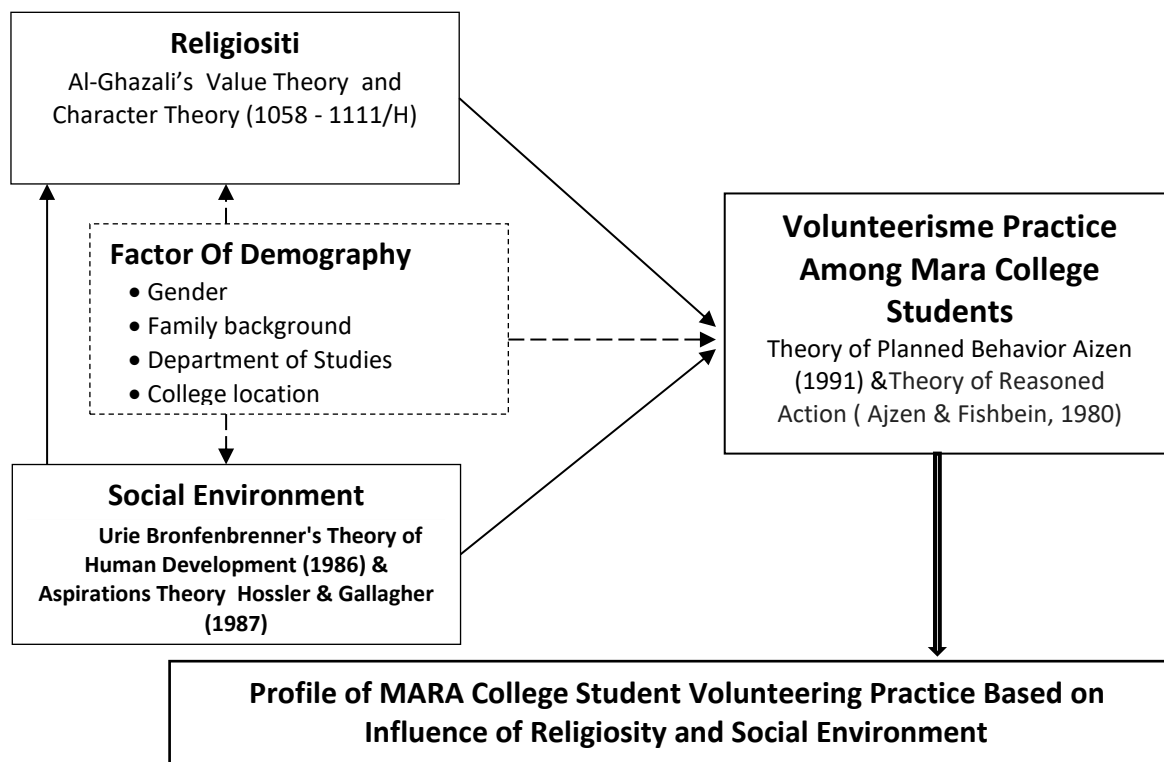 Religiositi
Al-Ghazali's Value Theory and
Character Theory (1058 - 1111/H)
Factor Of Demography
• Gender
• Family background
• Department of Studies
• College location
Social Environment
Urie Bronfenbrenner's Theory of
Human Development (1986) &
Aspirations Theory Hossler & Gallagher
(1987)
Volunteerisme Practice
Among Mara College
Students
Theory of Planned Behavior Aizen
(1991) &Theory of Reasoned
Action ( Ajzen & Fishbein, 1980)
Profile of MARA College Student Volunteering Practice Based on
Influence of Religiosity and Social Environment